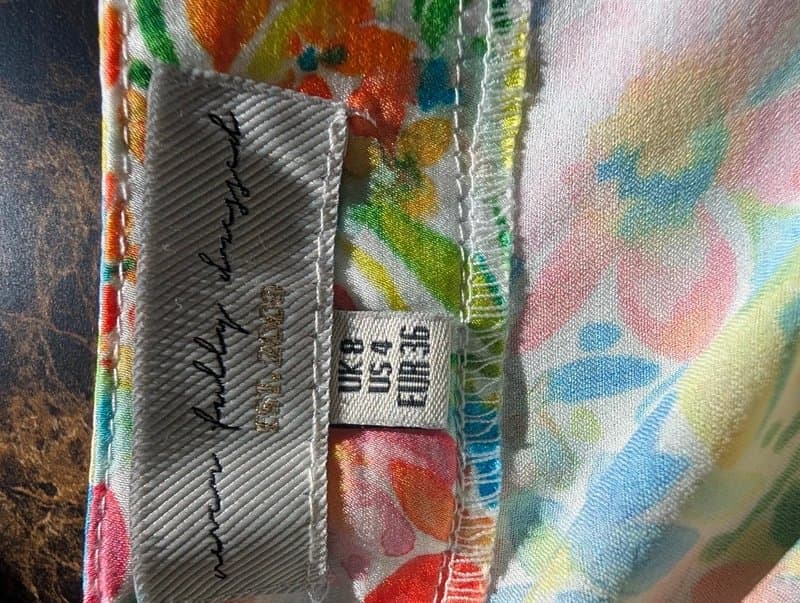 never fully dressed
EST. 2009
UK 8
US 4
EUR 36